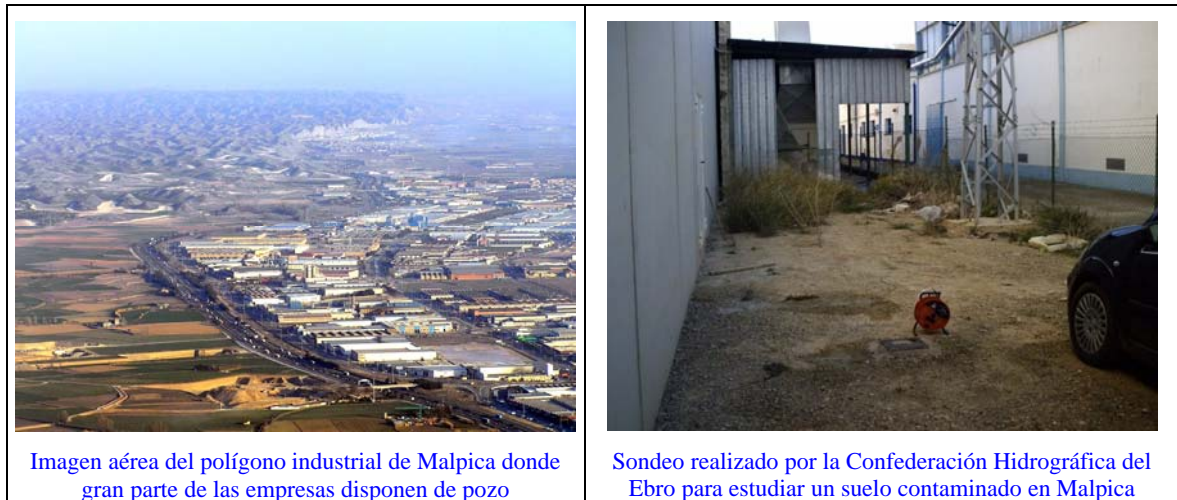 Imagen aérea del polígono industrial de Malpica donde
gran parte de las empresas disponen de pozo
Sondeo realizado por la Confederación Hidrográfica del
Ebro para estudiar un suelo contaminado en Malpica